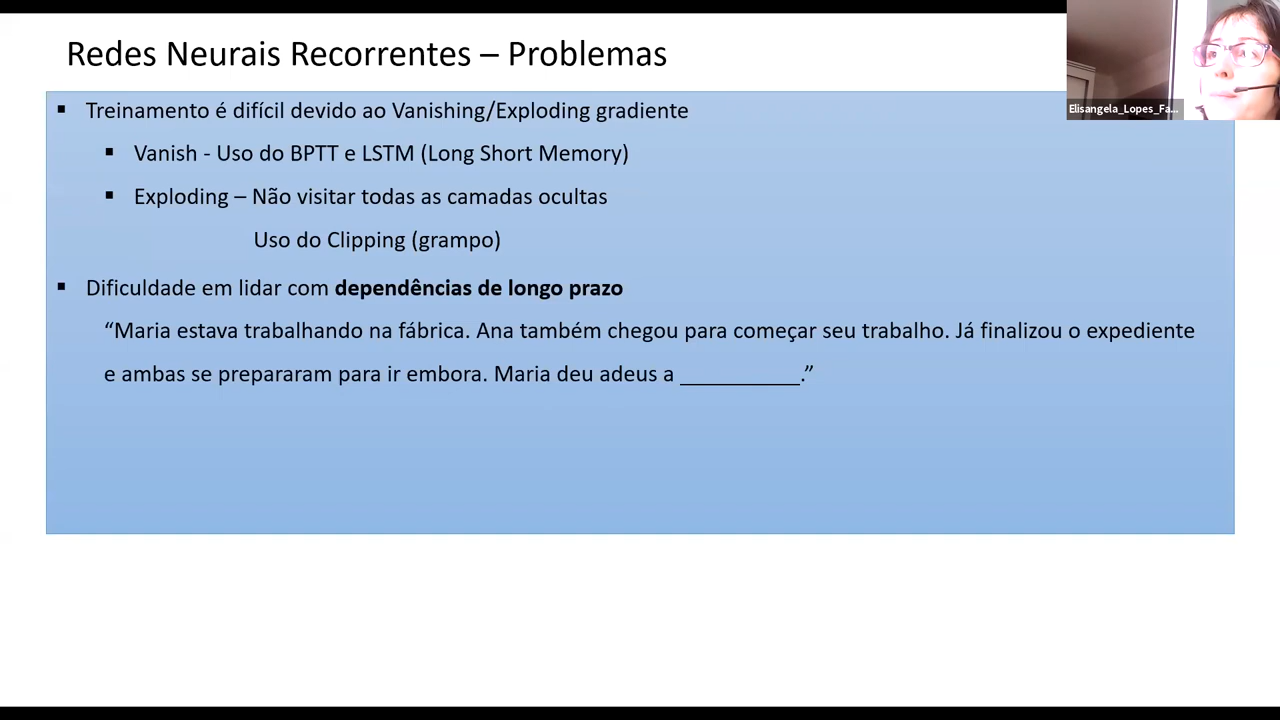 Redes Neurais Recorrentes – Problemas
Elisangela_Lopes_Fa...
▪ Treinamento é difícil devido ao Vanishing/Exploding gradiente
▪ Vanish - Uso do BPTT e LSTM (Long Short Memory)
▪ Exploding – Não visitar todas as camadas ocultas
Uso do Clipping (grampo)
▪ Dificuldade em lidar com dependências de longo prazo
“Maria estava trabalhando na fábrica. Ana também chegou para começar seu trabalho. Já finalizou o expediente
e ambas se prepararam para ir embora. Maria deu adeus a __________.”